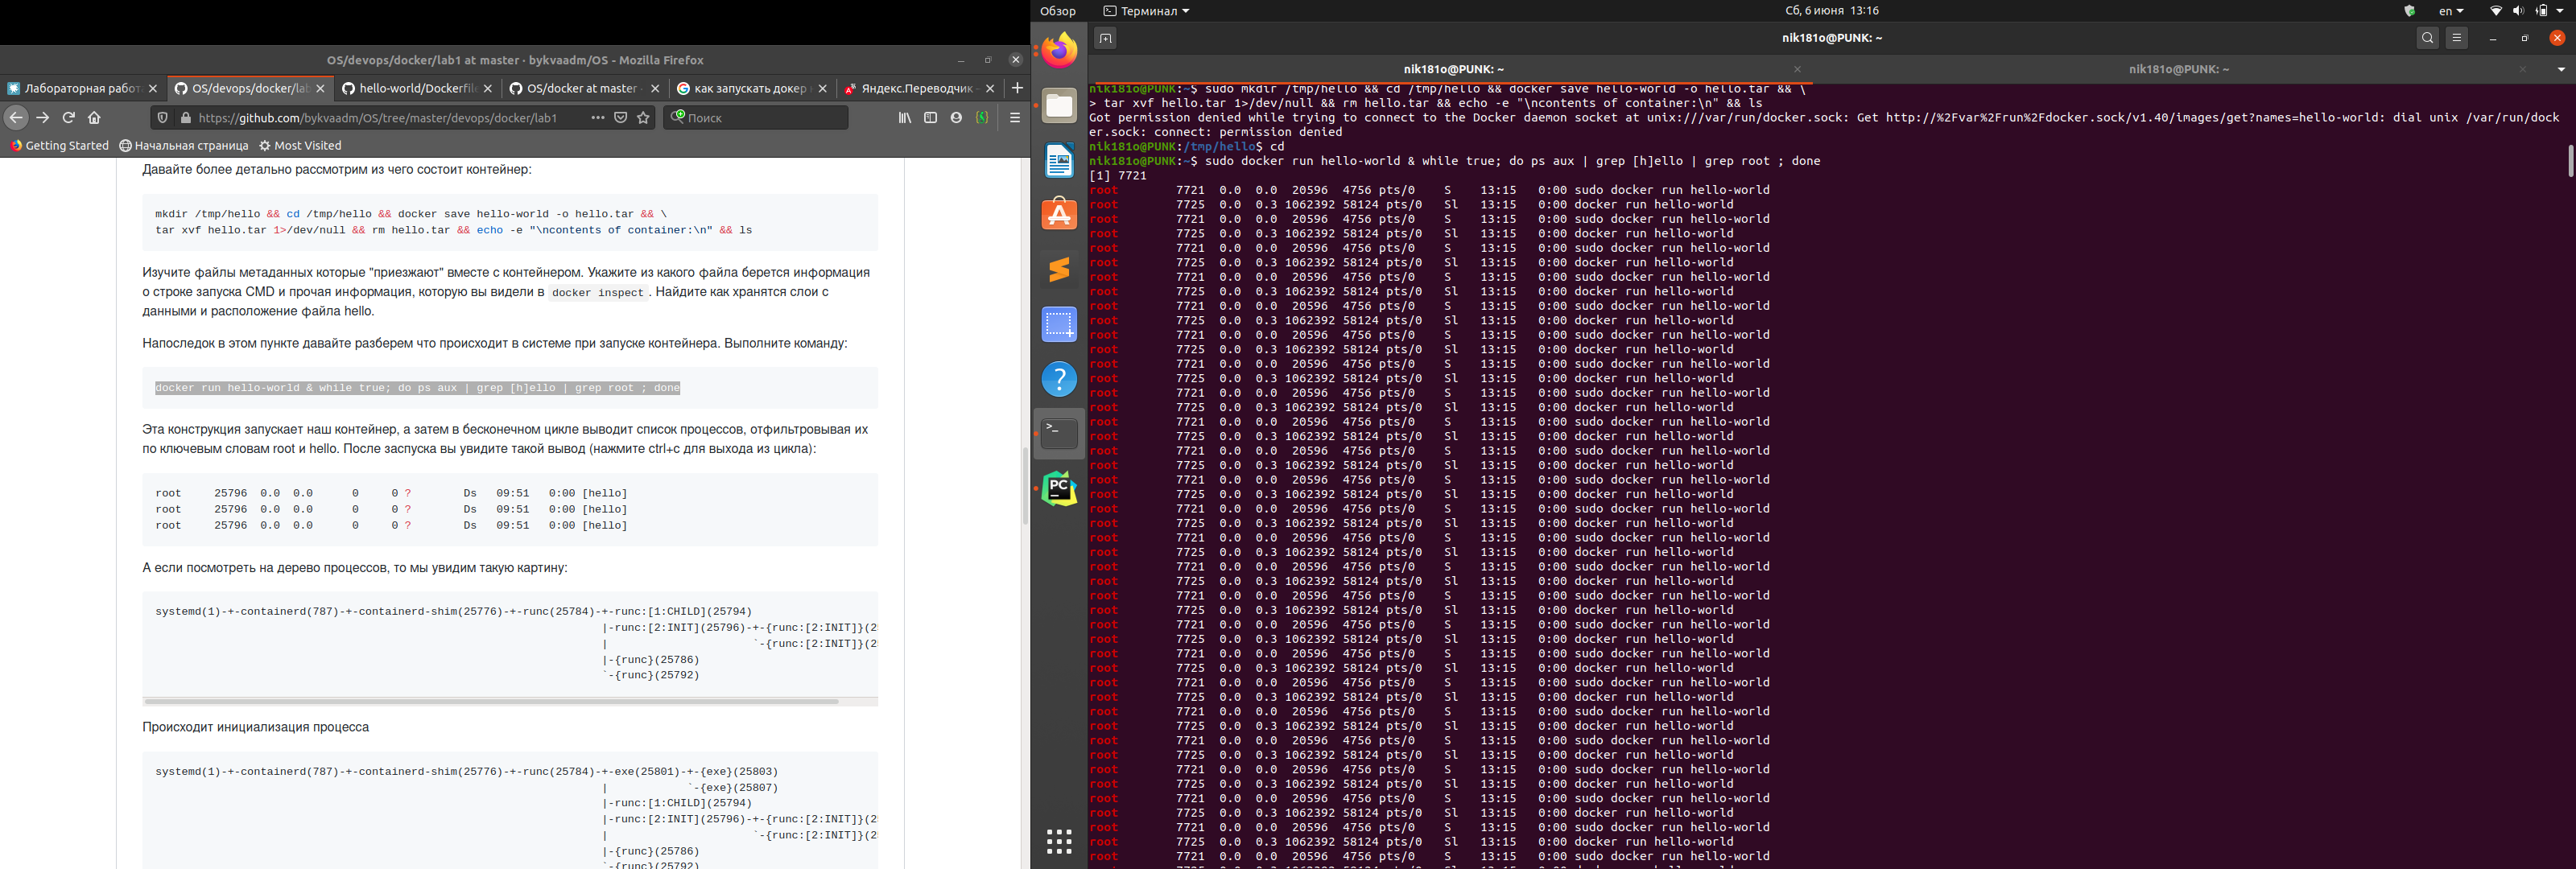 Обзор
Терминал
Сб, 6 июня 13:16
en
OS/devops/docker/lab1 at master · bykvaadm/OS - Mozilla Firefox
Лабораторная работ
OS/devops/docker/lab
hello-world/Dockerfile
OS/docker at master ·
как запускать докер
Яндекс.Переводчик –
https://github.com/bykvaadm/OS/tree/master/devops/docker/lab1
Поиск
Getting Started
Начальная страница
Most Visited
Давайте более детально рассмотрим из чего состоит контейнер:
mkdir /tmp/hello && cd /tmp/hello && docker save hello-world -o hello.tar && \
tar xvf hello.tar 1>/dev/null && rm hello.tar && echo -e "\ncontents of container:\n" && ls
Изучите файлы метаданных которые "приезжают" вместе с контейнером. Укажите из какого файла берется информация
о строке запуска CMD и прочая информация, которую вы видели в docker inspect. Найдите как хранятся слои с
данными и расположение файла hello.
Напоследок в этом пункте давайте разберем что происходит в системе при запуске контейнера. Выполните команду:
docker run hello-world & while true; do ps aux | grep [h]ello | grep root ; done
Эта конструкция запускает наш контейнер, а затем в бесконечном цикле выводит список процессов, отфильтровывая их
по ключевым словам root и hello. После заспуска вы увидите такой вывод (нажмите ctrl+c для выхода из цикла):
root 25796 0.0 0.0 0 0 ? Ds 09:51 0:00 [hello]
root 25796 0.0 0.0 0 0 ? Ds 09:51 0:00 [hello]
root 25796 0.0 0.0 0 0 ? Ds 09:51 0:00 [hello]
А если посмотреть на дерево процессов, то мы увидим такую картину:
systemd(1)-+-containerd(787)-+-containerd-shim(25776)-+-runc(25784)-+-runc:[1:CHILD](25794)
|-runc:[2:INIT](25796)-+-{runc:[2:INIT]}(2
| `-{runc:[2:INIT]}(2
|-{runc}(25786)
`-{runc}(25792)
Происходит инициализация процесса
systemd(1)-+-containerd(787)-+-containerd-shim(25776)-+-runc(25784)-+-exe(25801)-+-{exe}(25803)
| `-{exe}(25807)
|-runc:[1:CHILD](25794)
|-runc:[2:INIT](25796)-+-{runc:[2:INIT]}(2
| `-{runc:[2:INIT]}(2
|-{runc}(25786)
`-{runc}(25792)
nik181o@PUNK: ~
nik181o@PUNK: ~
nik181o@PUNK: ~
nik181o@PUNK:~$ sudo mkdir /tmp/hello && cd /tmp/hello && docker save hello-world -o hello.tar && \
> tar xvf hello.tar 1>/dev/null && rm hello.tar && echo -e "\ncontents of container:\n" && ls
Got permission denied while trying to connect to the Docker daemon socket at unix:///var/run/docker.sock: Get http://%2Fvar%2Frun%2Fdocker.sock/v1.40/images/get?names=hello-world: dial unix /var/run/dock
er.sock: connect: permission denied
nik181o@PUNK:/tmp/hello$ cd
nik181o@PUNK:~$ sudo docker run hello-world & while true; do ps aux | grep [h]ello | grep root ; done
[1] 7721
root 7721 0.0 0.0 20596 4756 pts/0 S 13:15 0:00 sudo docker run hello-world
root 7725 0.0 0.3 1062392 58124 pts/0 Sl 13:15 0:00 docker run hello-world
root 7721 0.0 0.0 20596 4756 pts/0 S 13:15 0:00 sudo docker run hello-world
root 7725 0.0 0.3 1062392 58124 pts/0 Sl 13:15 0:00 docker run hello-world
root 7721 0.0 0.0 20596 4756 pts/0 S 13:15 0:00 sudo docker run hello-world
root 7725 0.0 0.3 1062392 58124 pts/0 Sl 13:15 0:00 docker run hello-world
root 7721 0.0 0.0 20596 4756 pts/0 S 13:15 0:00 sudo docker run hello-world
root 7725 0.0 0.3 1062392 58124 pts/0 Sl 13:15 0:00 docker run hello-world
root 7721 0.0 0.0 20596 4756 pts/0 S 13:15 0:00 sudo docker run hello-world
root 7725 0.0 0.3 1062392 58124 pts/0 Sl 13:15 0:00 docker run hello-world
root 7721 0.0 0.0 20596 4756 pts/0 S 13:15 0:00 sudo docker run hello-world
root 7725 0.0 0.3 1062392 58124 pts/0 Sl 13:15 0:00 docker run hello-world
root 7721 0.0 0.0 20596 4756 pts/0 S 13:15 0:00 sudo docker run hello-world
root 7725 0.0 0.3 1062392 58124 pts/0 Sl 13:15 0:00 docker run hello-world
root 7721 0.0 0.0 20596 4756 pts/0 S 13:15 0:00 sudo docker run hello-world
root 7725 0.0 0.3 1062392 58124 pts/0 Sl 13:15 0:00 docker run hello-world
root 7721 0.0 0.0 20596 4756 pts/0 S 13:15 0:00 sudo docker run hello-world
root 7725 0.0 0.3 1062392 58124 pts/0 Sl 13:15 0:00 docker run hello-world
root 7721 0.0 0.0 20596 4756 pts/0 S 13:15 0:00 sudo docker run hello-world
root 7725 0.0 0.3 1062392 58124 pts/0 Sl 13:15 0:00 docker run hello-world
root 7721 0.0 0.0 20596 4756 pts/0 S 13:15 0:00 sudo docker run hello-world
root 7725 0.0 0.3 1062392 58124 pts/0 Sl 13:15 0:00 docker run hello-world
root 7721 0.0 0.0 20596 4756 pts/0 S 13:15 0:00 sudo docker run hello-world
root 7725 0.0 0.3 1062392 58124 pts/0 Sl 13:15 0:00 docker run hello-world
root 7721 0.0 0.0 20596 4756 pts/0 S 13:15 0:00 sudo docker run hello-world
root 7725 0.0 0.3 1062392 58124 pts/0 Sl 13:15 0:00 docker run hello-world
root 7721 0.0 0.0 20596 4756 pts/0 S 13:15 0:00 sudo docker run hello-world
root 7725 0.0 0.3 1062392 58124 pts/0 Sl 13:15 0:00 docker run hello-world
root 7721 0.0 0.0 20596 4756 pts/0 S 13:15 0:00 sudo docker run hello-world
root 7725 0.0 0.3 1062392 58124 pts/0 Sl 13:15 0:00 docker run hello-world
root 7721 0.0 0.0 20596 4756 pts/0 S 13:15 0:00 sudo docker run hello-world
root 7725 0.0 0.3 1062392 58124 pts/0 Sl 13:15 0:00 docker run hello-world
root 7721 0.0 0.0 20596 4756 pts/0 S 13:15 0:00 sudo docker run hello-world
root 7725 0.0 0.3 1062392 58124 pts/0 Sl 13:15 0:00 docker run hello-world
root 7721 0.0 0.0 20596 4756 pts/0 S 13:15 0:00 sudo docker run hello-world
root 7725 0.0 0.3 1062392 58124 pts/0 Sl 13:15 0:00 docker run hello-world
root 7721 0.0 0.0 20596 4756 pts/0 S 13:15 0:00 sudo docker run hello-world
root 7725 0.0 0.3 1062392 58124 pts/0 Sl 13:15 0:00 docker run hello-world
root 7721 0.0 0.0 20596 4756 pts/0 S 13:15 0:00 sudo docker run hello-world
root 7725 0.0 0.3 1062392 58124 pts/0 Sl 13:15 0:00 docker run hello-world
root 7721 0.0 0.0 20596 4756 pts/0 S 13:15 0:00 sudo docker run hello-world
root 7725 0.0 0.3 1062392 58124 pts/0 Sl 13:15 0:00 docker run hello-world
root 7721 0.0 0.0 20596 4756 pts/0 S 13:15 0:00 sudo docker run hello-world
root 7725 0.0 0.3 1062392 58124 pts/0 Sl 13:15 0:00 docker run hello-world
root 7721 0.0 0.0 20596 4756 pts/0 S 13:15 0:00 sudo docker run hello-world
root 7725 0.0 0.3 1062392 58124 pts/0 Sl 13:15 0:00 docker run hello-world
root 7721 0.0 0.0 20596 4756 pts/0 S 13:15 0:00 sudo docker run hello-world
PC